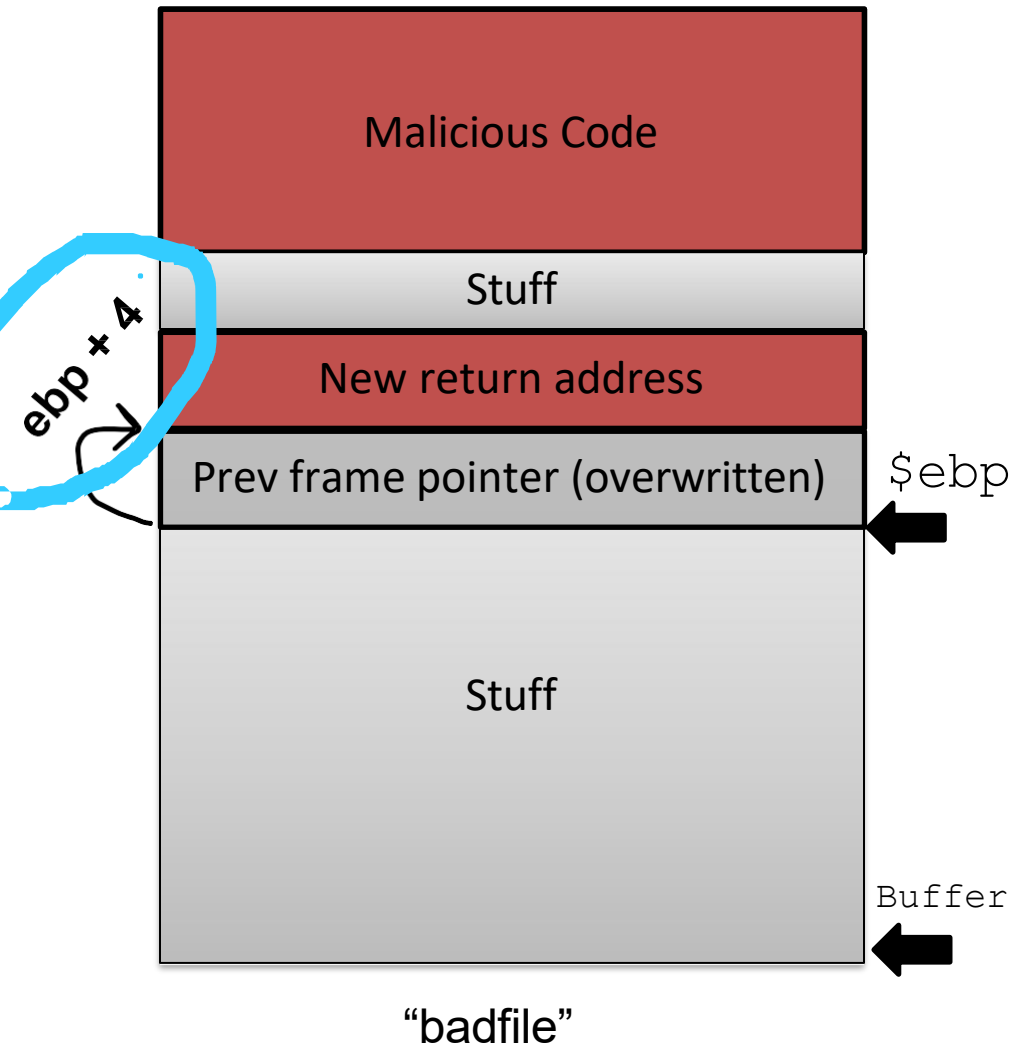 Malicious Code
Stuff
ebp + 4
New return address
Prev frame pointer (overwritten)
$ebp
Stuff
Buffer
“badfile”